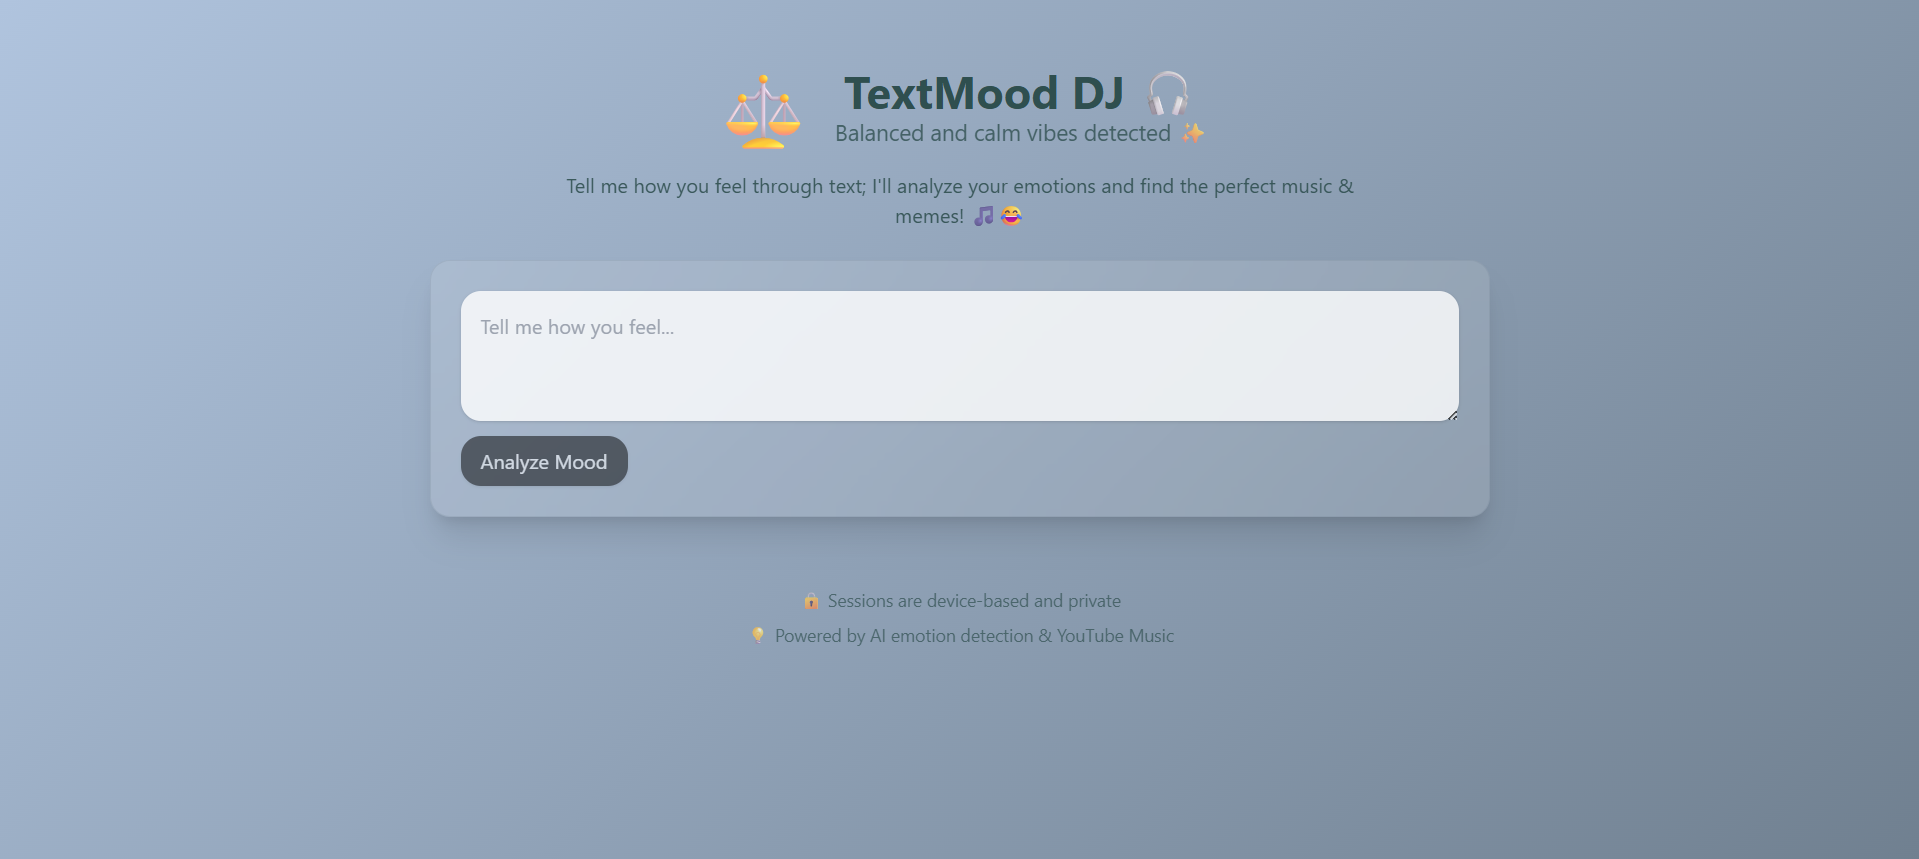 TextMood DJ 🎧
Balanced and calm vibes detected ✨
Tell me how you feel through text; I'll analyze your emotions and find the perfect music &
memes! 🎵😂
Tell me how you feel...
Analyze Mood
🔒 Sessions are device-based and private
💡 Powered by AI emotion detection & YouTube Music